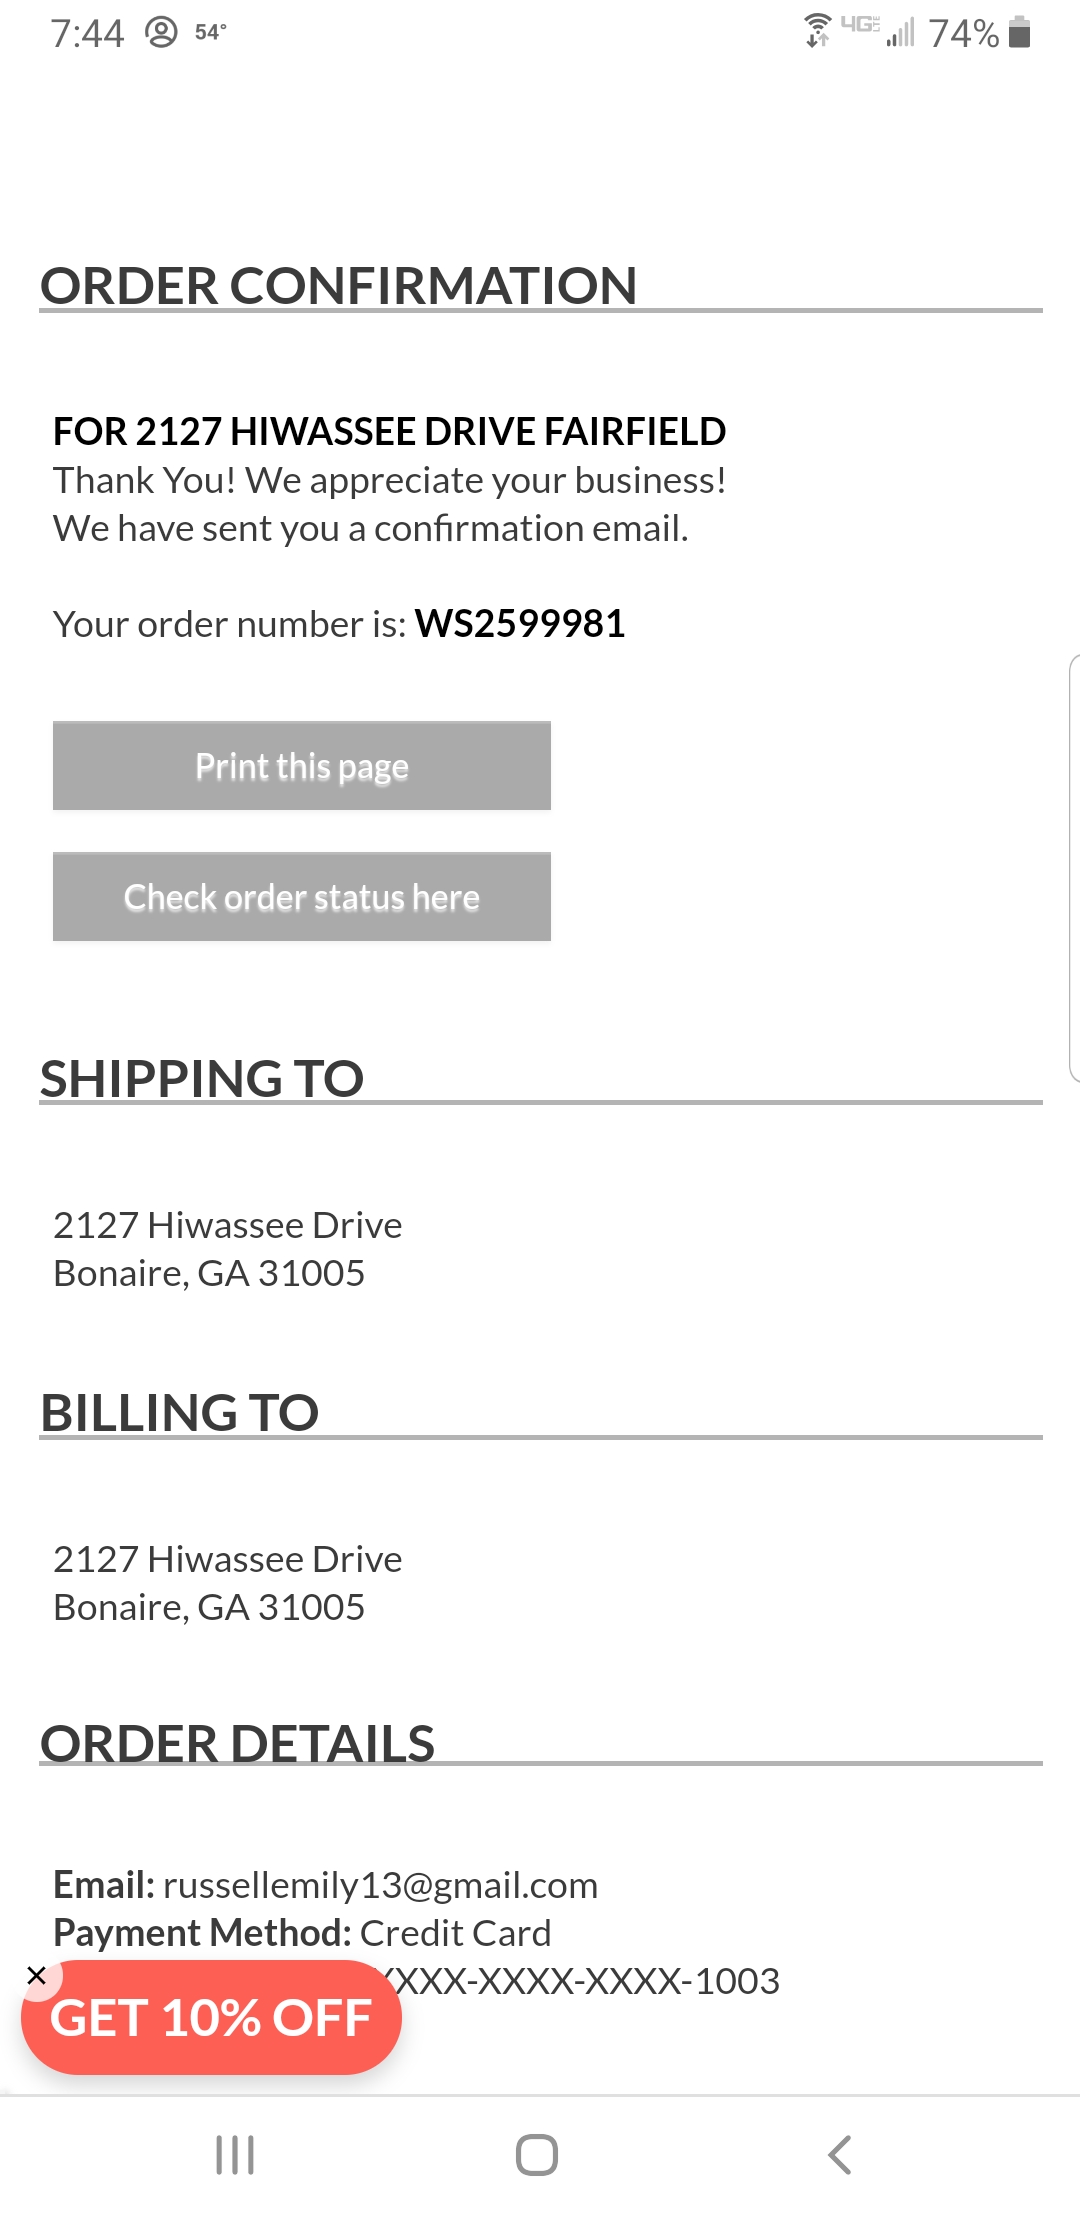 7:44 54° 4G LTE 74%
ORDER CONFIRMATION
FOR 2127 HIWASSEE DRIVE FAIRFIELD
Thank You! We appreciate your business!
We have sent you a confirmation email.
Your order number is: WS2599981
Print this page
Check order status here
SHIPPING TO
2127 Hiwassee Drive
Bonaire, GA 31005
BILLING TO
2127 Hiwassee Drive
Bonaire, GA 31005
ORDER DETAILS
Email: russellemily13@gmail.com
Payment Method: Credit Card
XXXX-XXXX-XXXX-1003
GET 10% OFF